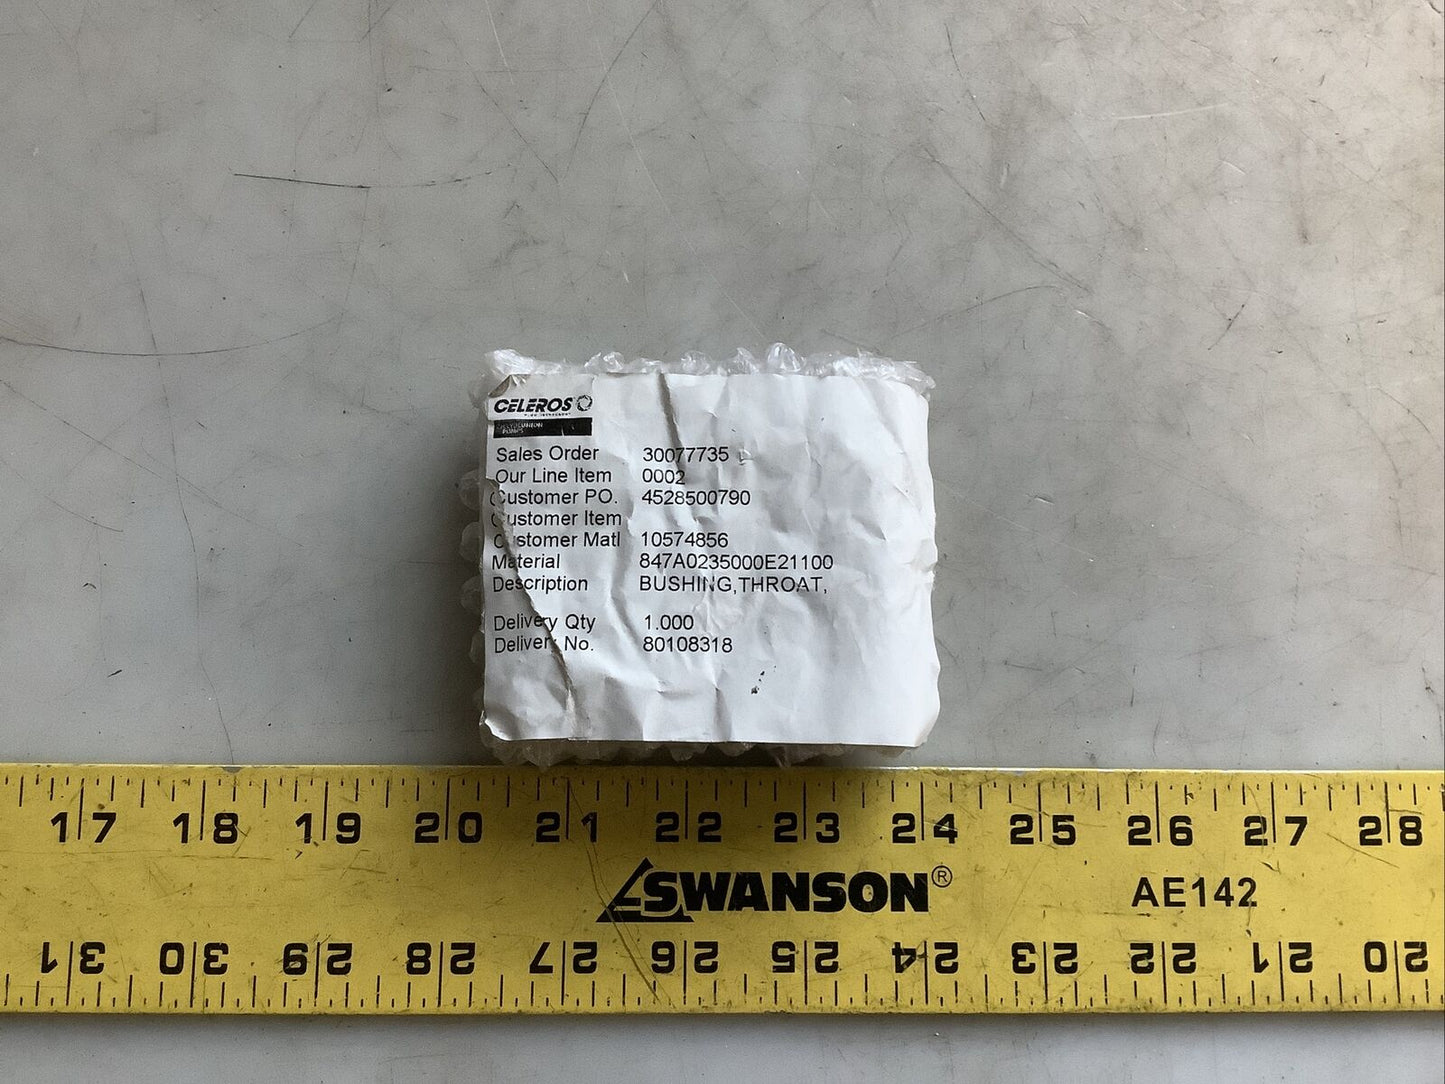 CELEROS
Sales Order 30077735
Our Line Item 0002
Customer PO. 4528500790
Customer Item
Customer Matl 10574856
Material 847A0235000E21100
Description BUSHING,THROAT,
Delivery Qty 1.000
Delivery No. 80108318
17 18 19 20 21 22 23 24 25 26 27 28
SWANSON® AE142
31 30 29 28 27 26 25 24 23 22 21 20